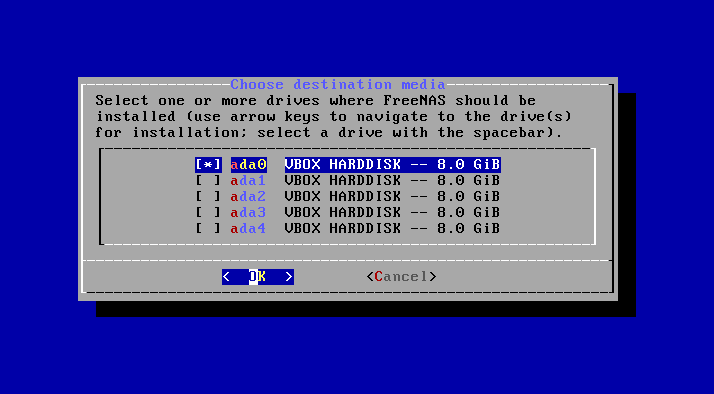 Choose destination media
Select one or more drives where FreeNAS should be
installed (use arrow keys to navigate to the drive(s)
for installation; select a drive with the spacebar).
[*] ada0 VBOX HARDDISK -- 8.0 GiB
[ ] ada1 VBOX HARDDISK -- 8.0 GiB
[ ] ada2 VBOX HARDDISK -- 8.0 GiB
[ ] ada3 VBOX HARDDISK -- 8.0 GiB
[ ] ada4 VBOX HARDDISK -- 8.0 GiB
< OK > <Cancel>